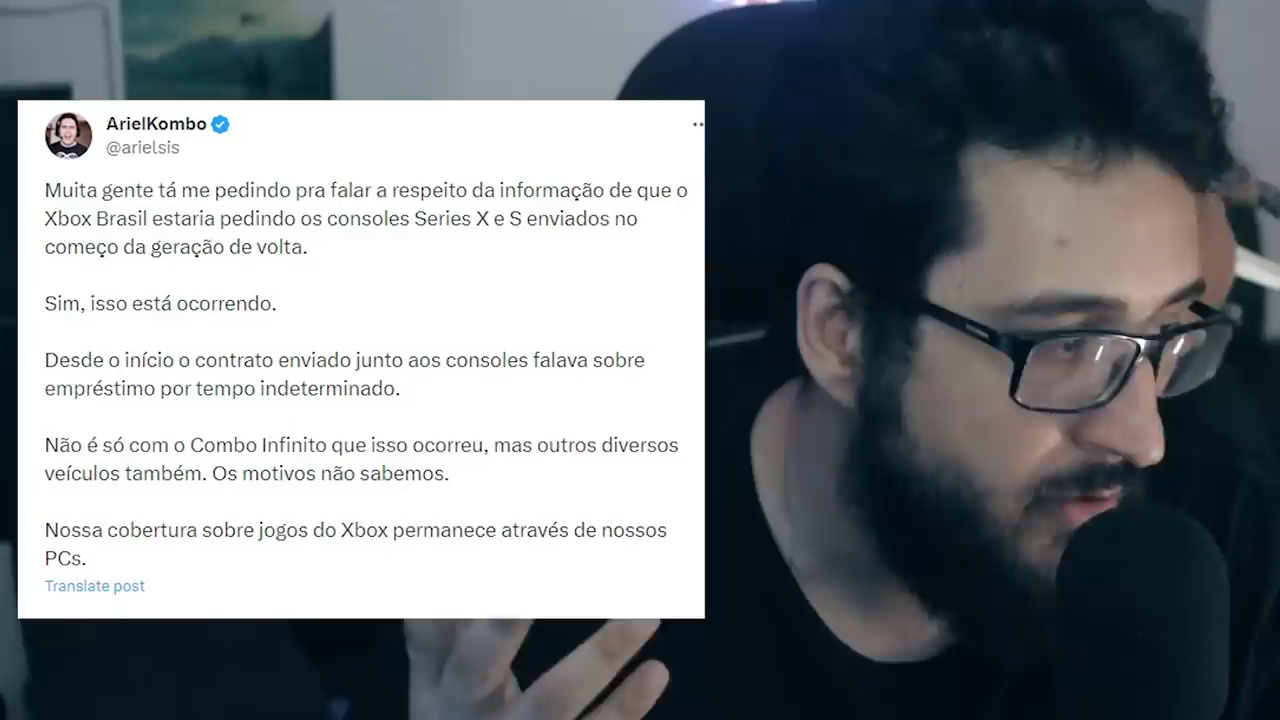 ArielKombo
@arielsis
Muita gente tá me pedindo pra falar a respeito da informação de que o
Xbox Brasil estaria pedindo os consoles Series X e S enviados no
começo da geração de volta.
Sim, isso está ocorrendo.
Desde o início o contrato enviado junto aos consoles falava sobre
empréstimo por tempo indeterminado.
Não é só com o Combo Infinito que isso ocorreu, mas outros diversos
veículos também. Os motivos não sabemos.
Nossa cobertura sobre jogos do Xbox permanece através de nossos
PCs.
Translate post